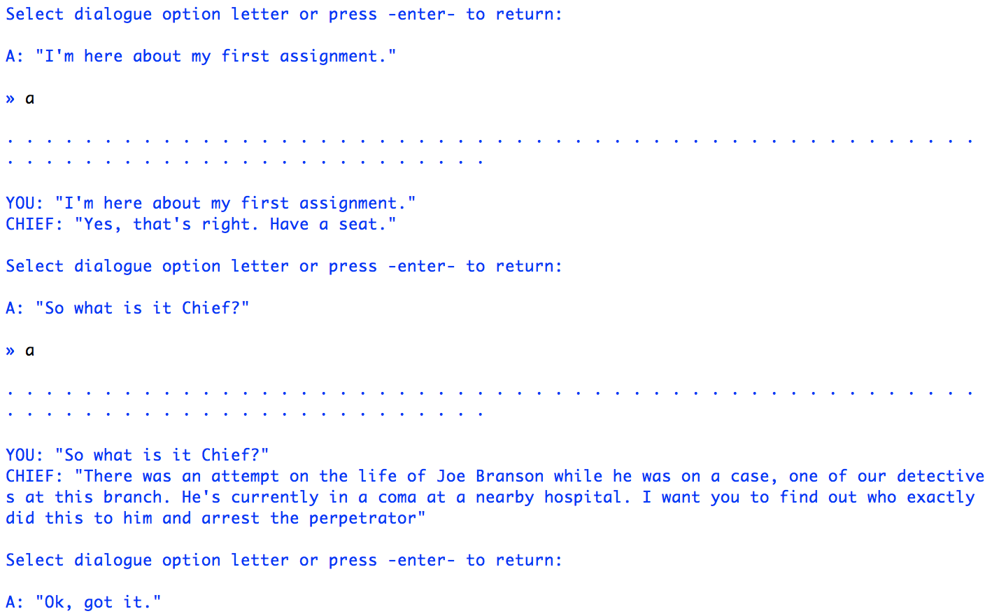 Select dialogue option letter or press -enter- to return:
A: "I'm here about my first assignment."
» a
. . . . . . . . . . . . . . . . . . . . . . . . . . . . . . . . . . . . . . . . . . . . . . . . . .
. . . . . . . . . . . . . . . . . . . . . . . . .
YOU: "I'm here about my first assignment."
CHIEF: "Yes, that's right. Have a seat."
Select dialogue option letter or press -enter- to return:
A: "So what is it Chief?"
» a
. . . . . . . . . . . . . . . . . . . . . . . . . . . . . . . . . . . . . . . . . . . . . . . . . .
. . . . . . . . . . . . . . . . . . . . . . . . .
YOU: "So what is it Chief?"
CHIEF: "There was an attempt on the life of Joe Branson while he was on a case, one of our detective
s at this branch. He's currently in a coma at a nearby hospital. I want you to find out who exactly
did this to him and arrest the perpetrator"
Select dialogue option letter or press -enter- to return:
A: "Ok, got it."